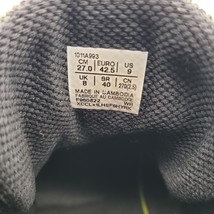 1011A993
CM EURO US
27.0 42.5 9
UK BR CN
8 40 270(2.5)
MADE IN CAMBODIA
FABRIQUÉ AU CAMBODGE